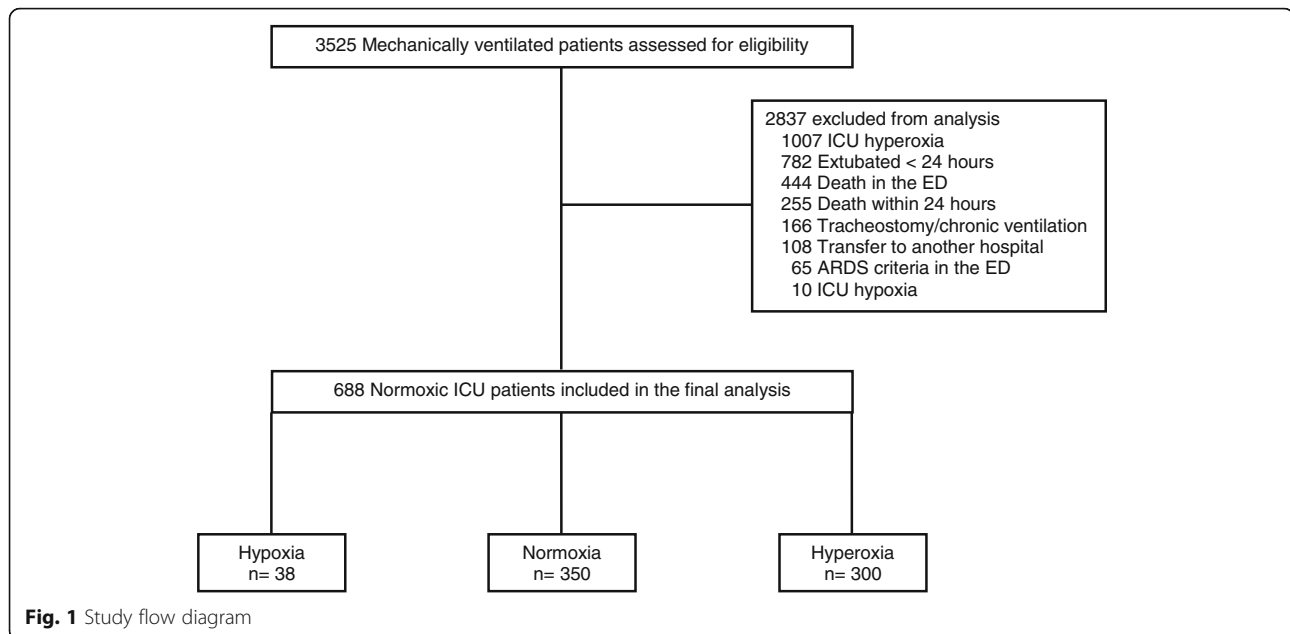 3525 Mechanically ventilated patients assessed for eligibility
2837 excluded from analysis
1007 ICU hyperoxia
782 Extubated < 24 hours
444 Death in the ED
255 Death within 24 hours
166 Tracheostomy/chronic ventilation
108 Transfer to another hospital
65 ARDS criteria in the ED
10 ICU hypoxia
688 Normoxic ICU patients included in the final analysis
Hypoxia
n= 38
Normoxia
n= 350
Hyperoxia
n= 300
Fig. 1 Study flow diagram